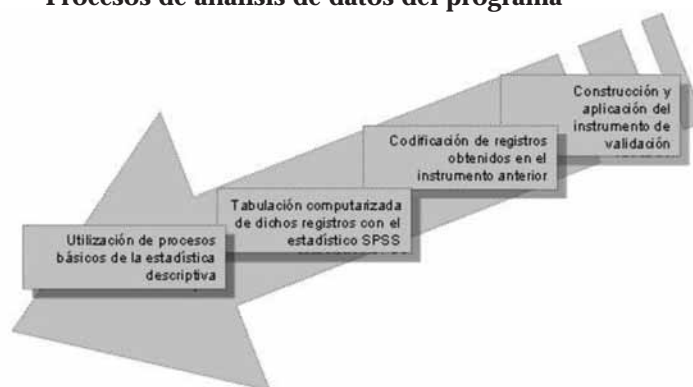 Procesos de análisis de datos del programa
Construcción y
aplicación del
instrumento de
validación
Codificación de registros
obtenidos en el
instrumento anterior
Tabulación computarizada
de dichos registros con el
estadístico SPSS
Utilización de procesos
básicos de la estadística
descriptiva